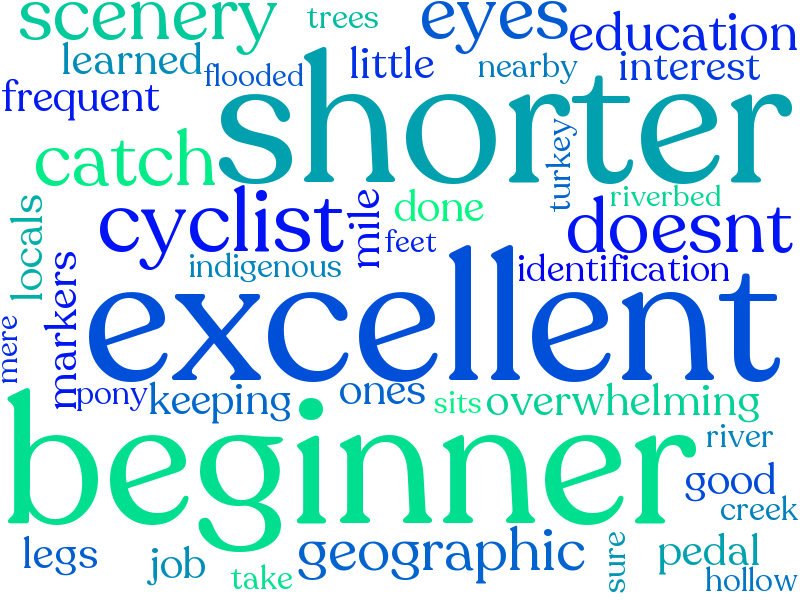 scenery
trees
eyes
education
learned
flooded
little
nearby
interest
frequent
shorter
catch
turkey
riverbed
locals
cyclist
mile
done
doesnt
feet
indigenous
identification
markers
excellent
mere
pony
keeping
ones
sits
overwhelming
beginner
river
good
creek
legs
job
geographic
sure
pedal
take
hollow